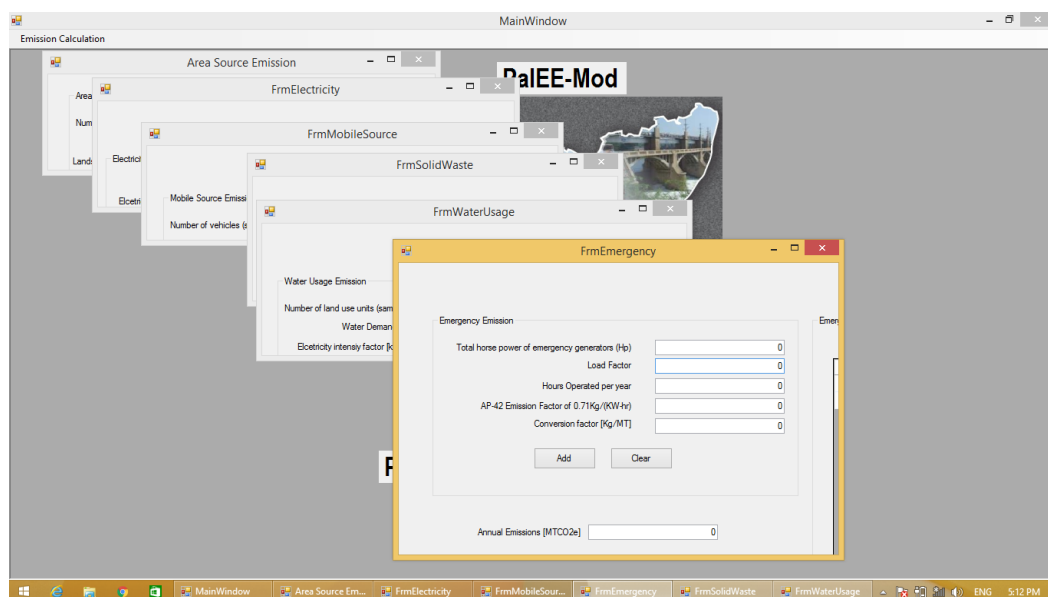 MainWindow
Emission Calculation
Area Source Emission
PalEE-Mod
FrmElectricity
Area
Num
FrmMobileSource
Lands
Electricit
FrmSolidWaste
Elcetri
Mobile Source Emissi
FrmWaterUsage
Number of vehicles (s
FrmEmergency
Water Usage Emission
Number of land use units (sam
Emergency Emission
Emerg
Water Deman
Elcetricity intensiy factor [k
Total horse power of emergency generators (Hp) 0
Load Factor 0
Hours Operated per year 0
AP-42 Emission Factor of 0.71Kg/(KW-hr) 0
Conversion factor [Kg/MT] 0
Add Clear
Annual Emissions [MTCO2e] 0
MainWindow Area Source Em... FrmElectricity FrmMobileSour... FrmEmergency FrmSolidWaste FrmWaterUsage ENG 5:12 PM